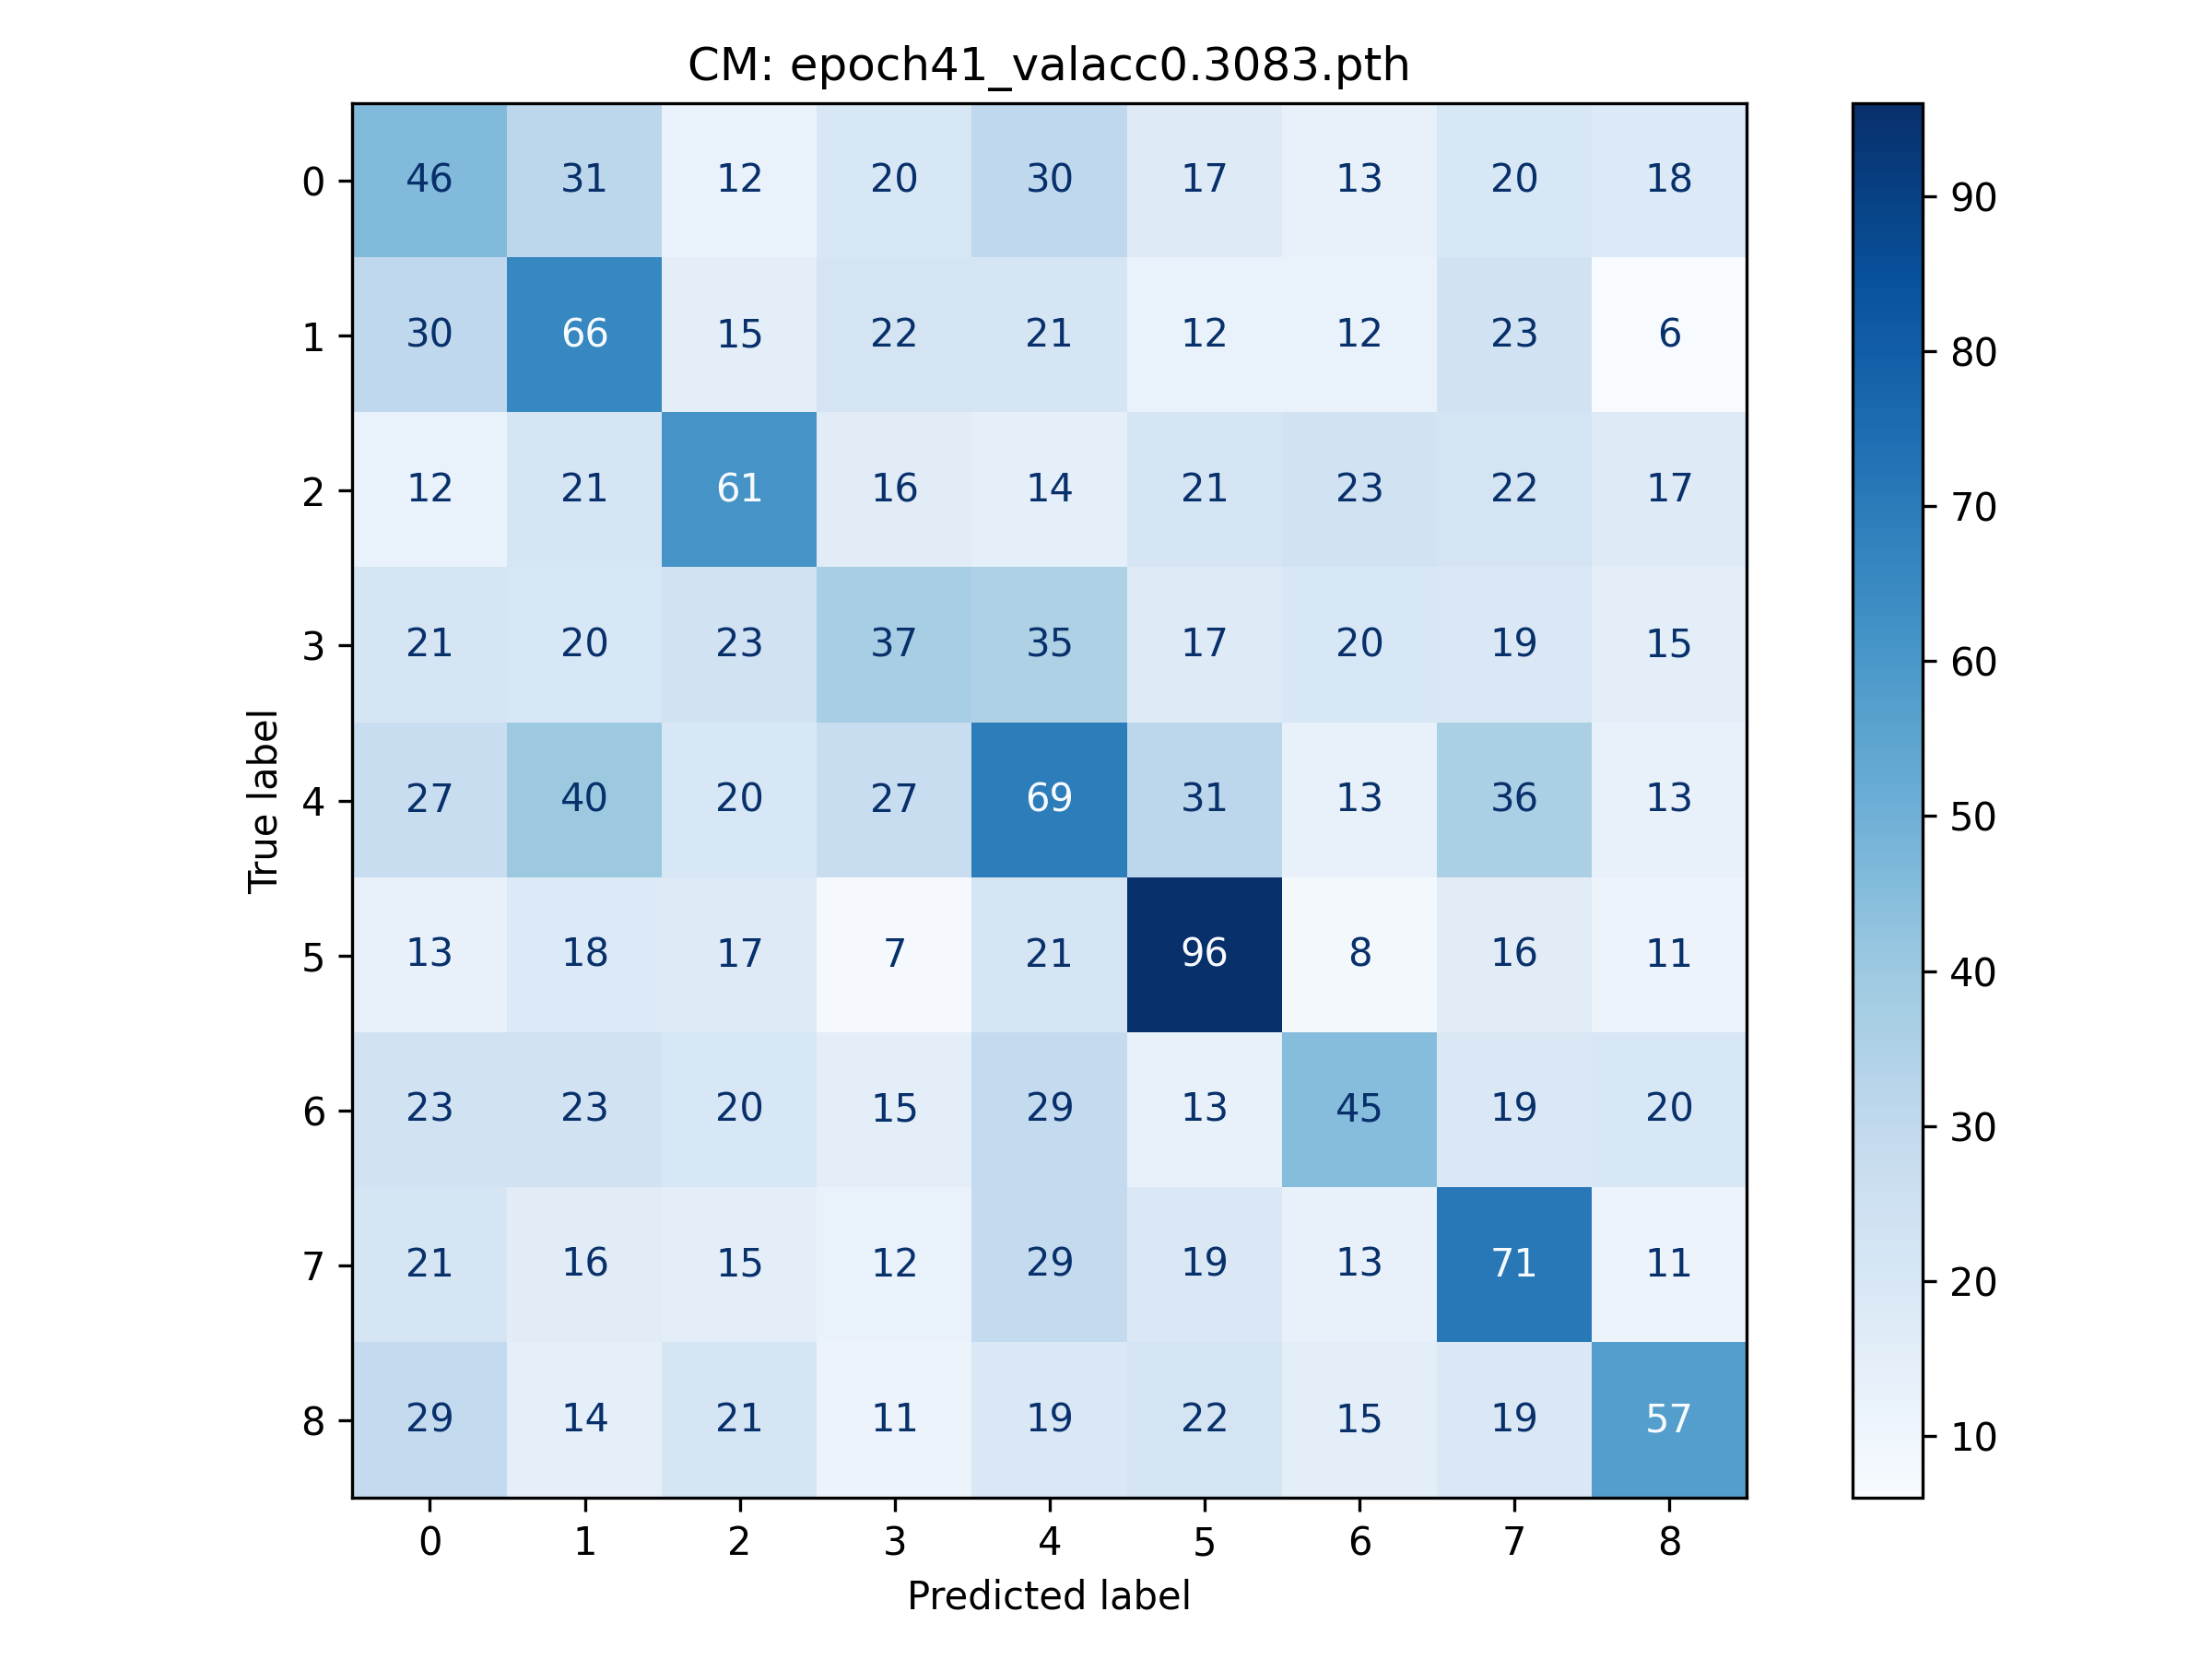 CM: epoch41_valacc0.3083.pth
0 46 31 12 20 30 17 13 20 18
1 30 66 15 22 21 12 12 23 6
2 12 21 61 16 14 21 23 22 17
3 21 20 23 37 35 17 20 19 15
4 27 40 20 27 69 31 13 36 13
5 13 18 17 7 21 96 8 16 11
6 23 23 20 15 29 13 45 19 20
7 21 16 15 12 29 19 13 71 11
8 29 14 21 11 19 22 15 19 57
0 1 2 3 4 5 6 7 8
Predicted label
True label
90
80
70
60
50
40
30
20
10